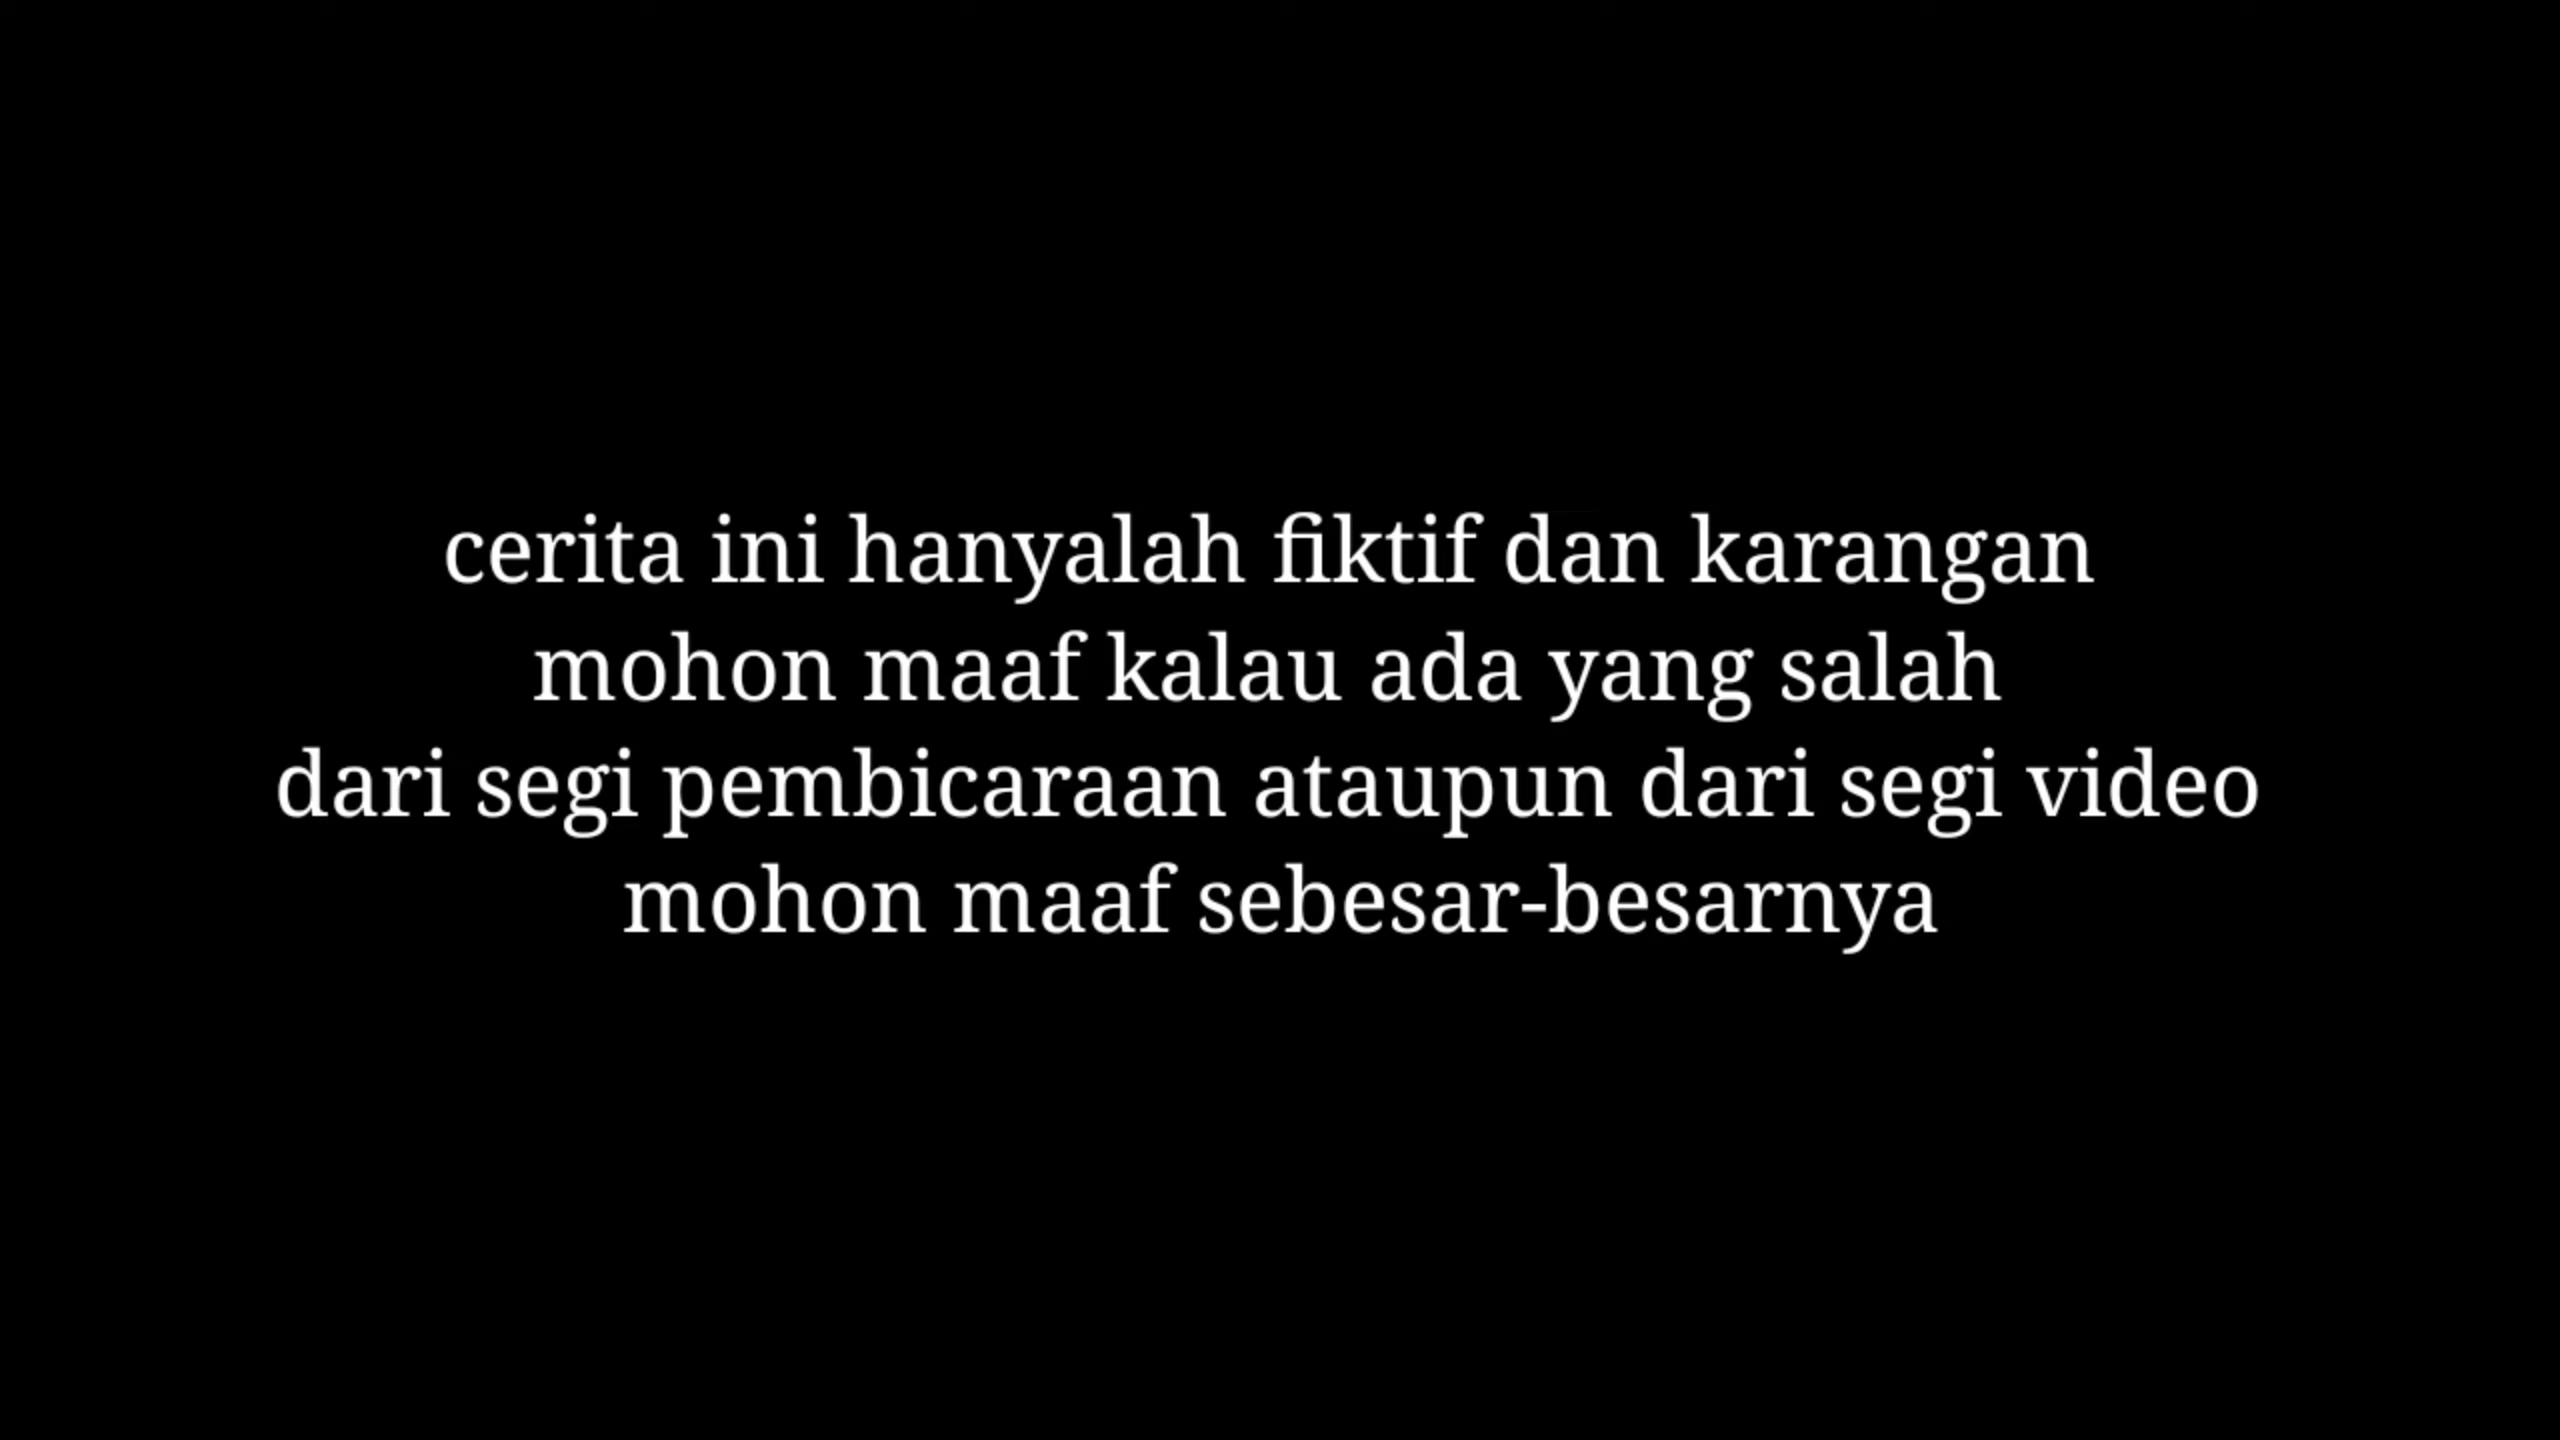 cerita ini hanyalah fiktif dan karangan
mohon maaf kalau ada yang salah
dari segi pembicaraan ataupun dari segi video
mohon maaf sebesar-besarnya